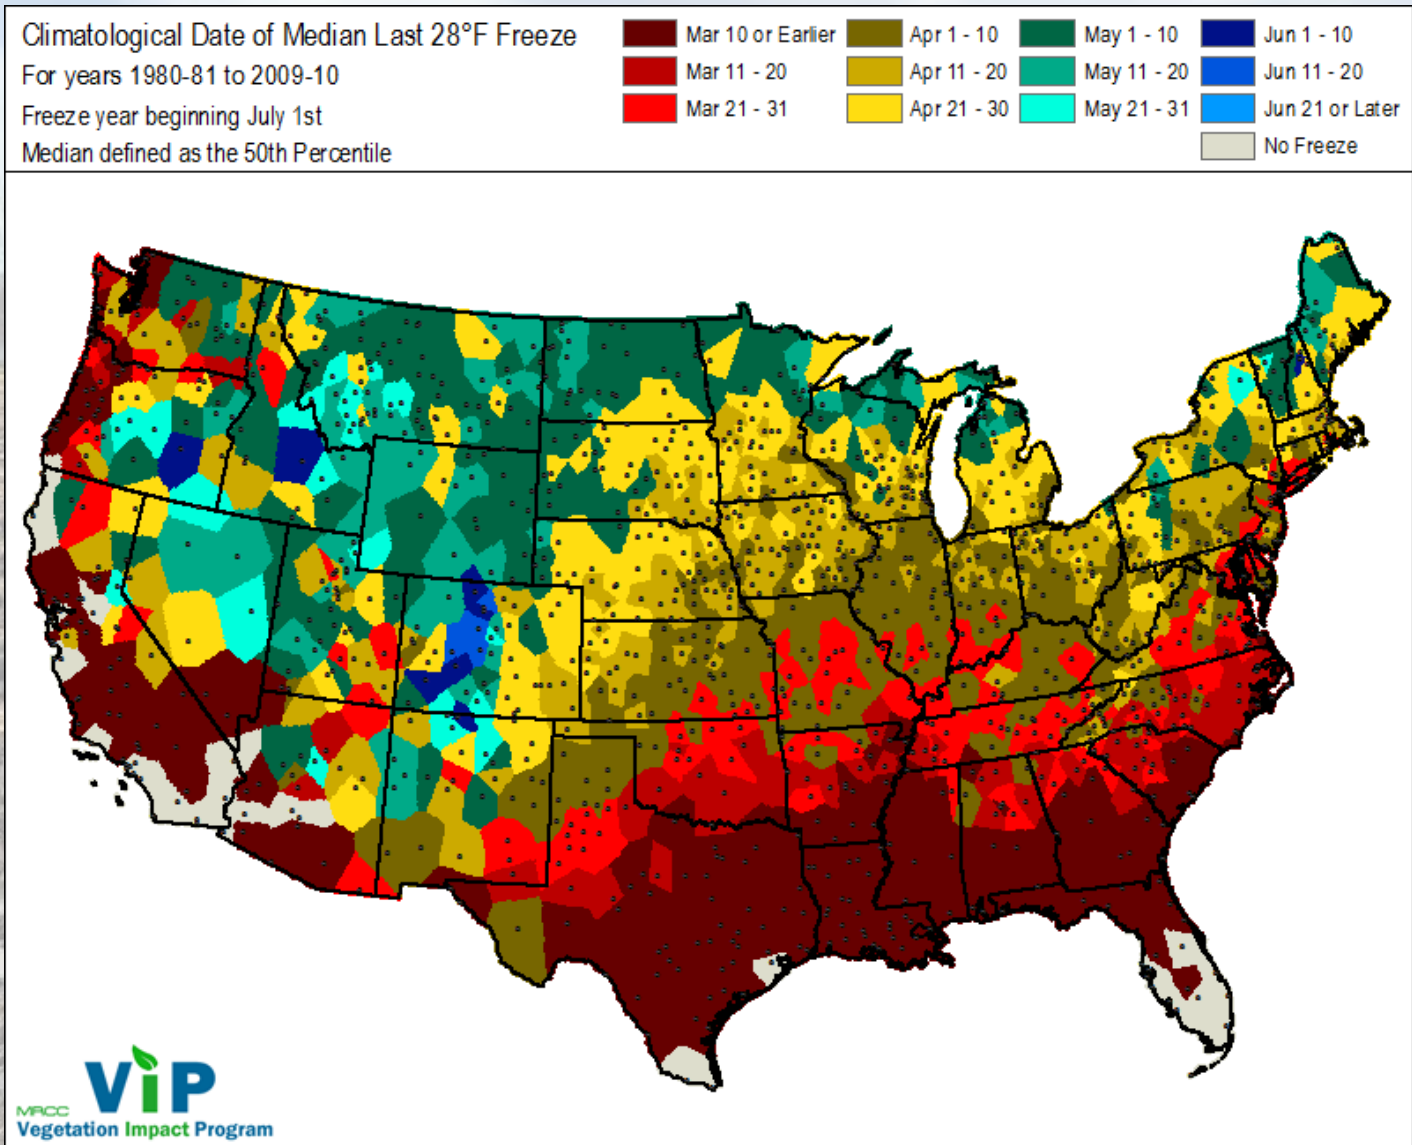 Climatological Date of Median Last 28°F Freeze
For years 1980-81 to 2009-10
Freeze year beginning July 1st
Median defined as the 50th Percentile
Mar 10 or Earlier
Mar 11 - 20
Mar 21 - 31
Apr 1 - 10
Apr 11 - 20
Apr 21 - 30
May 1 - 10
May 11 - 20
May 21 - 31
Jun 1 - 10
Jun 11 - 20
Jun 21 or Later
No Freeze
MRCC
ViP
Vegetation Impact Program